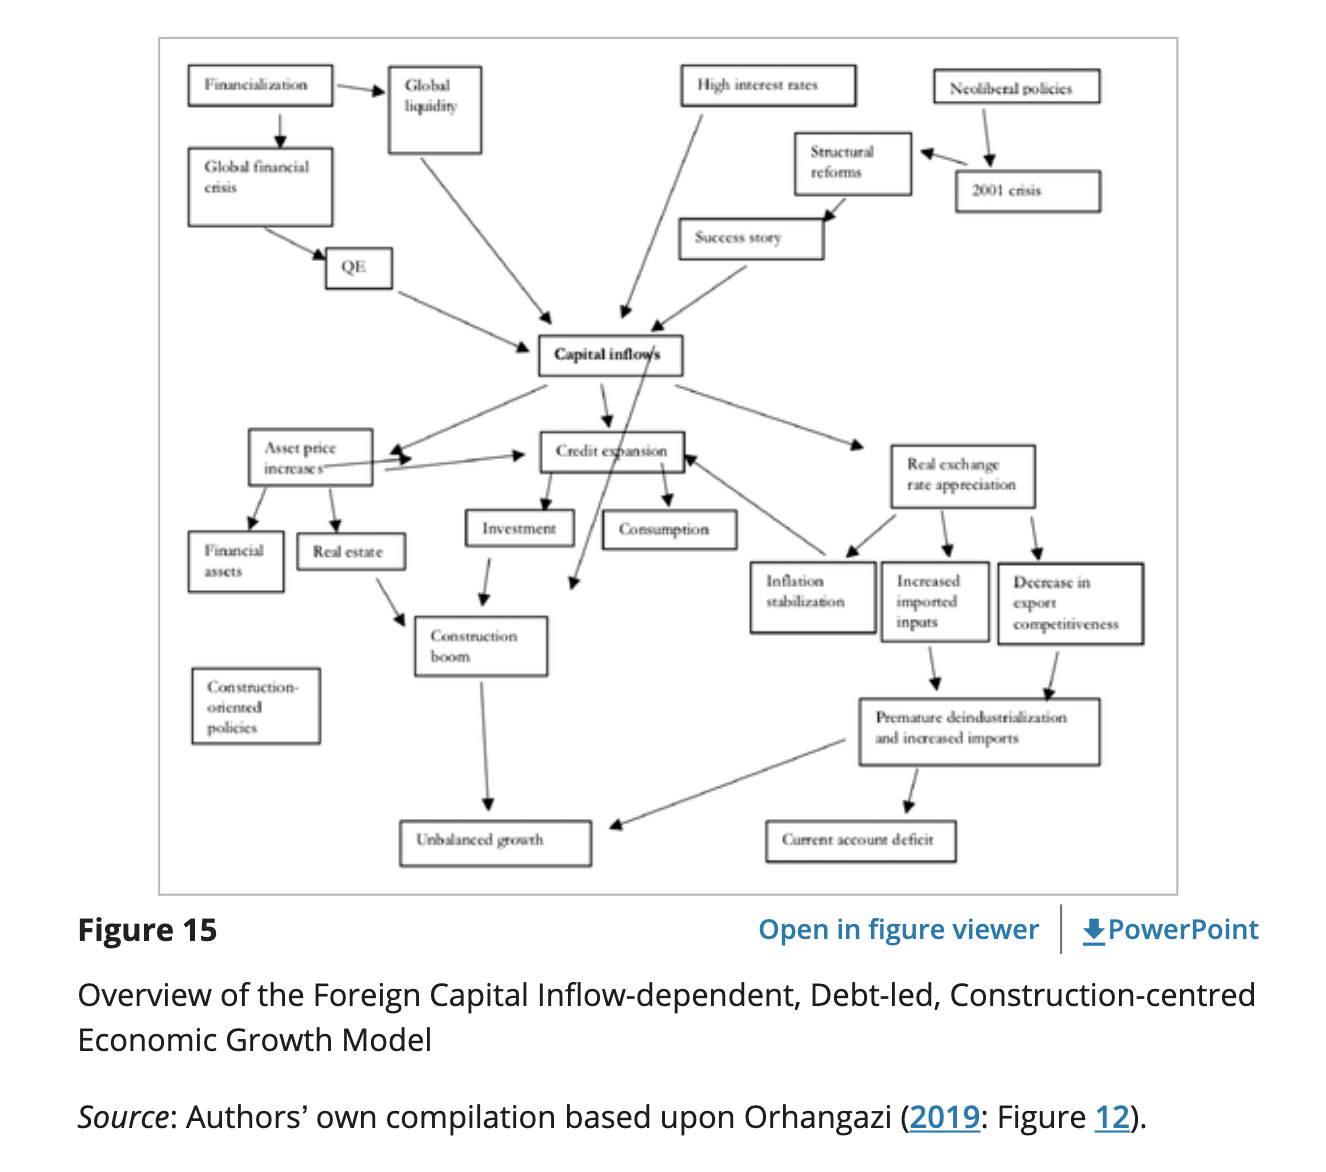 Financialization
Global
liquidity
High interest rates
Neoliberal policies
Structural
reforms
Global financial
crisis
2001 crisis
Success story
QE
Capital inflows
Asset price
increases
Credit expansion
Real exchange
rate appreciation
Investment
Consumption
Financial
assets
Real estate
Inflation
stabilization
Increased
imported
inputs
Decrease in
export
competitiveness
Construction
boom
Construction-
oriented
policies
Premature deindustrialization
and increased imports
Unbalanced growth
Current account deficit
Figure 15
Open in figure viewer
PowerPoint
Overview of the Foreign Capital Inflow-dependent, Debt-led, Construction-centred
Economic Growth Model
Source: Authors’ own compilation based upon Orhangazi (2019: Figure 12).